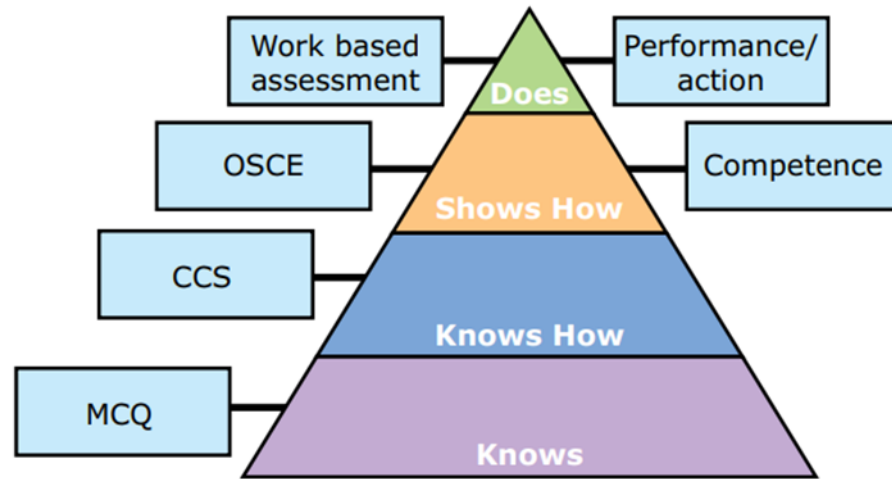 Work based
assessment
Performance/
action
Does
OSCE
Competence
Shows How
CCS
Knows How
MCQ
Knows